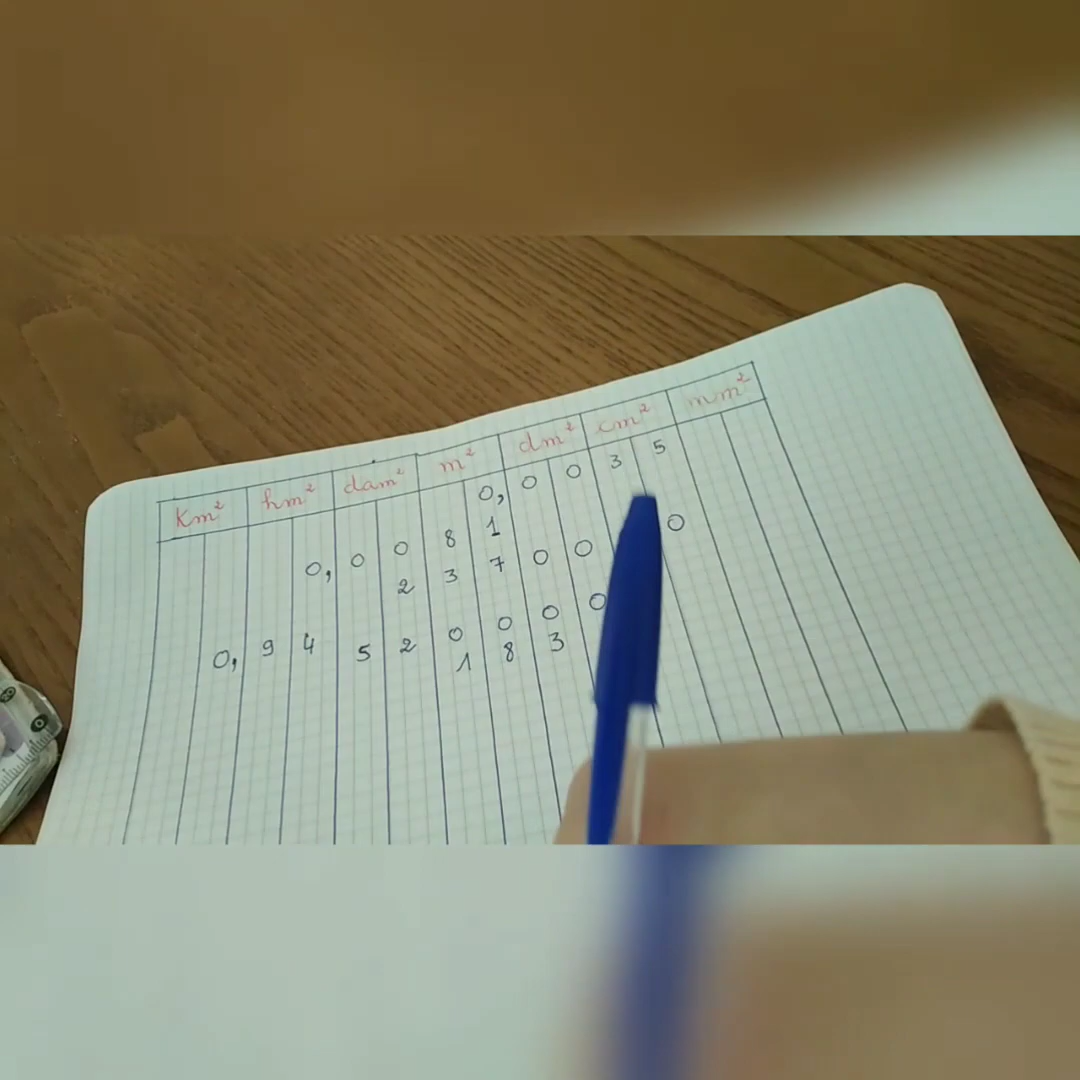 Km² hm² dam² m² dm² cm² mm²
0, 0 0 3 5
0, 0 0 8 1
2 3 7 0 0 0
0, 9 4 5 2 0 0 0 0
1 8 3